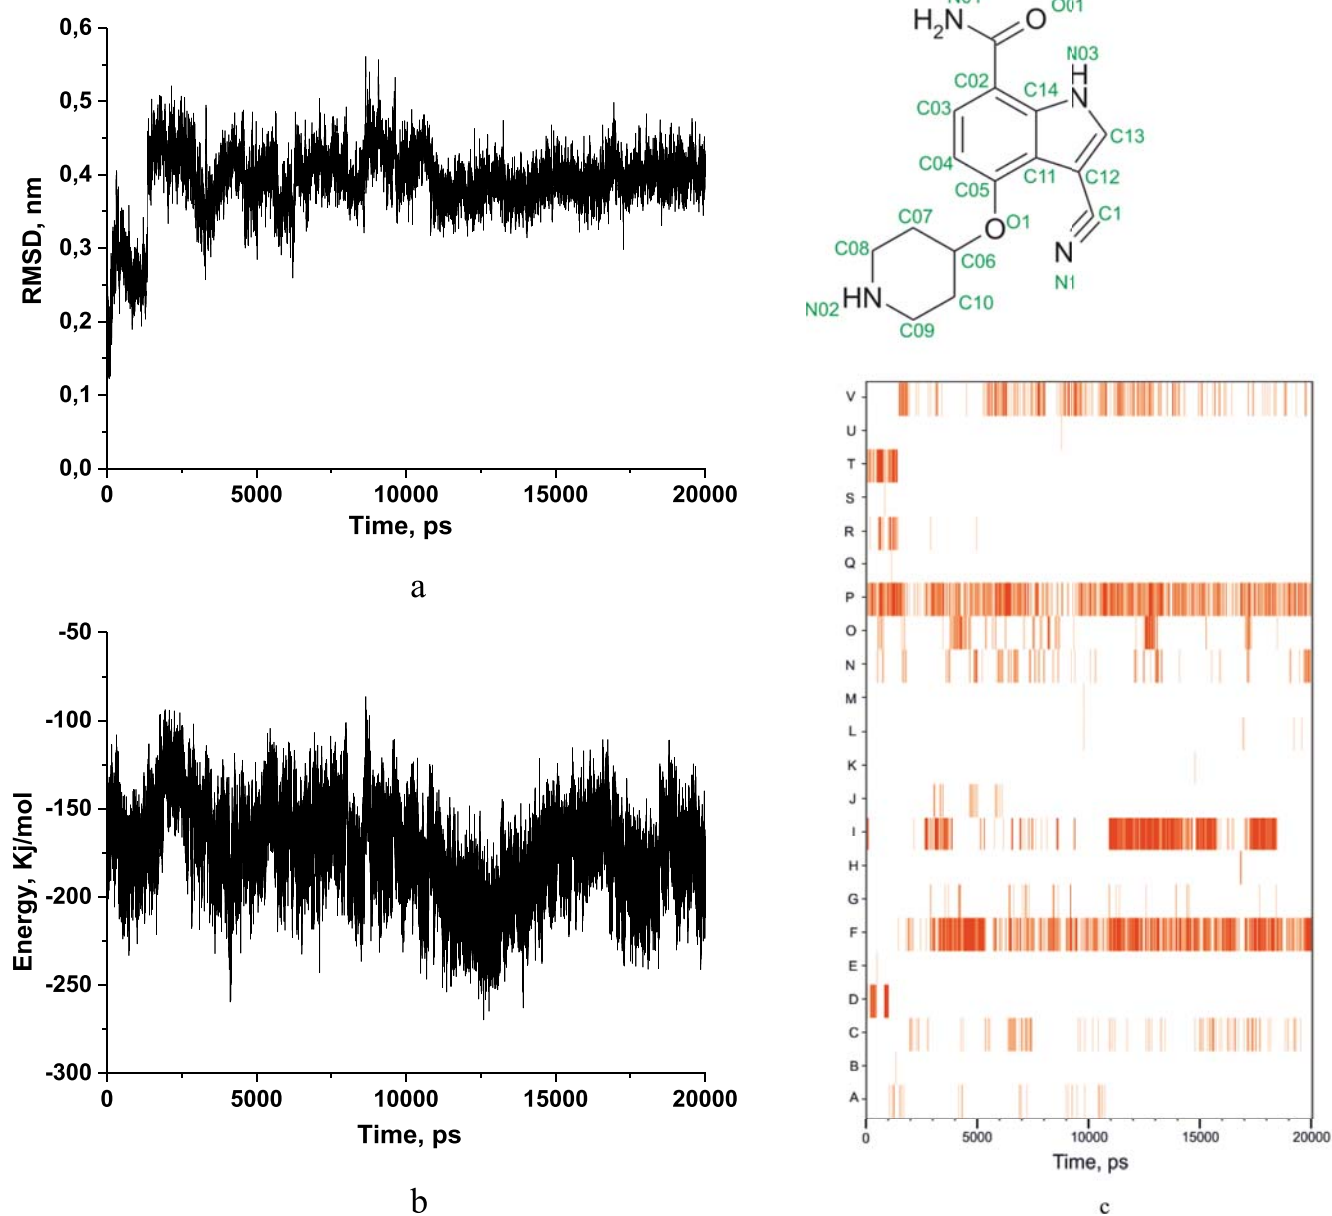 0,6
0,5
0,4
0,3
0,2
0,1
0,0
RMSD, nm
0 5000 10000 15000 20000
Time, ps
a
-50
-100
-150
-200
-250
-300
Energy, Kj/mol
0 5000 10000 15000 20000
Time, ps
b
H2N O O01
N03
H
N
C02 C14
C03
C13
C04
C11 C12
C05
C07 O O1 C1
C08 C06 N
N1
N02 HN C10
C09
V
U
T
S
R
Q
P
O
N
M
L
K
J
I
H
G
F
E
D
C
B
A
0 5000 10000 15000 20000
Time, ps
c